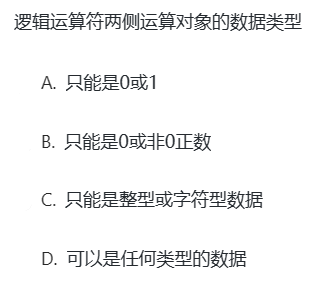 逻辑运算符两侧运算对象的数据类型
A. 只能是0或1
B. 只能是0或非0正数
C. 只能是整型或字符型数据
D. 可以是任何类型的数据